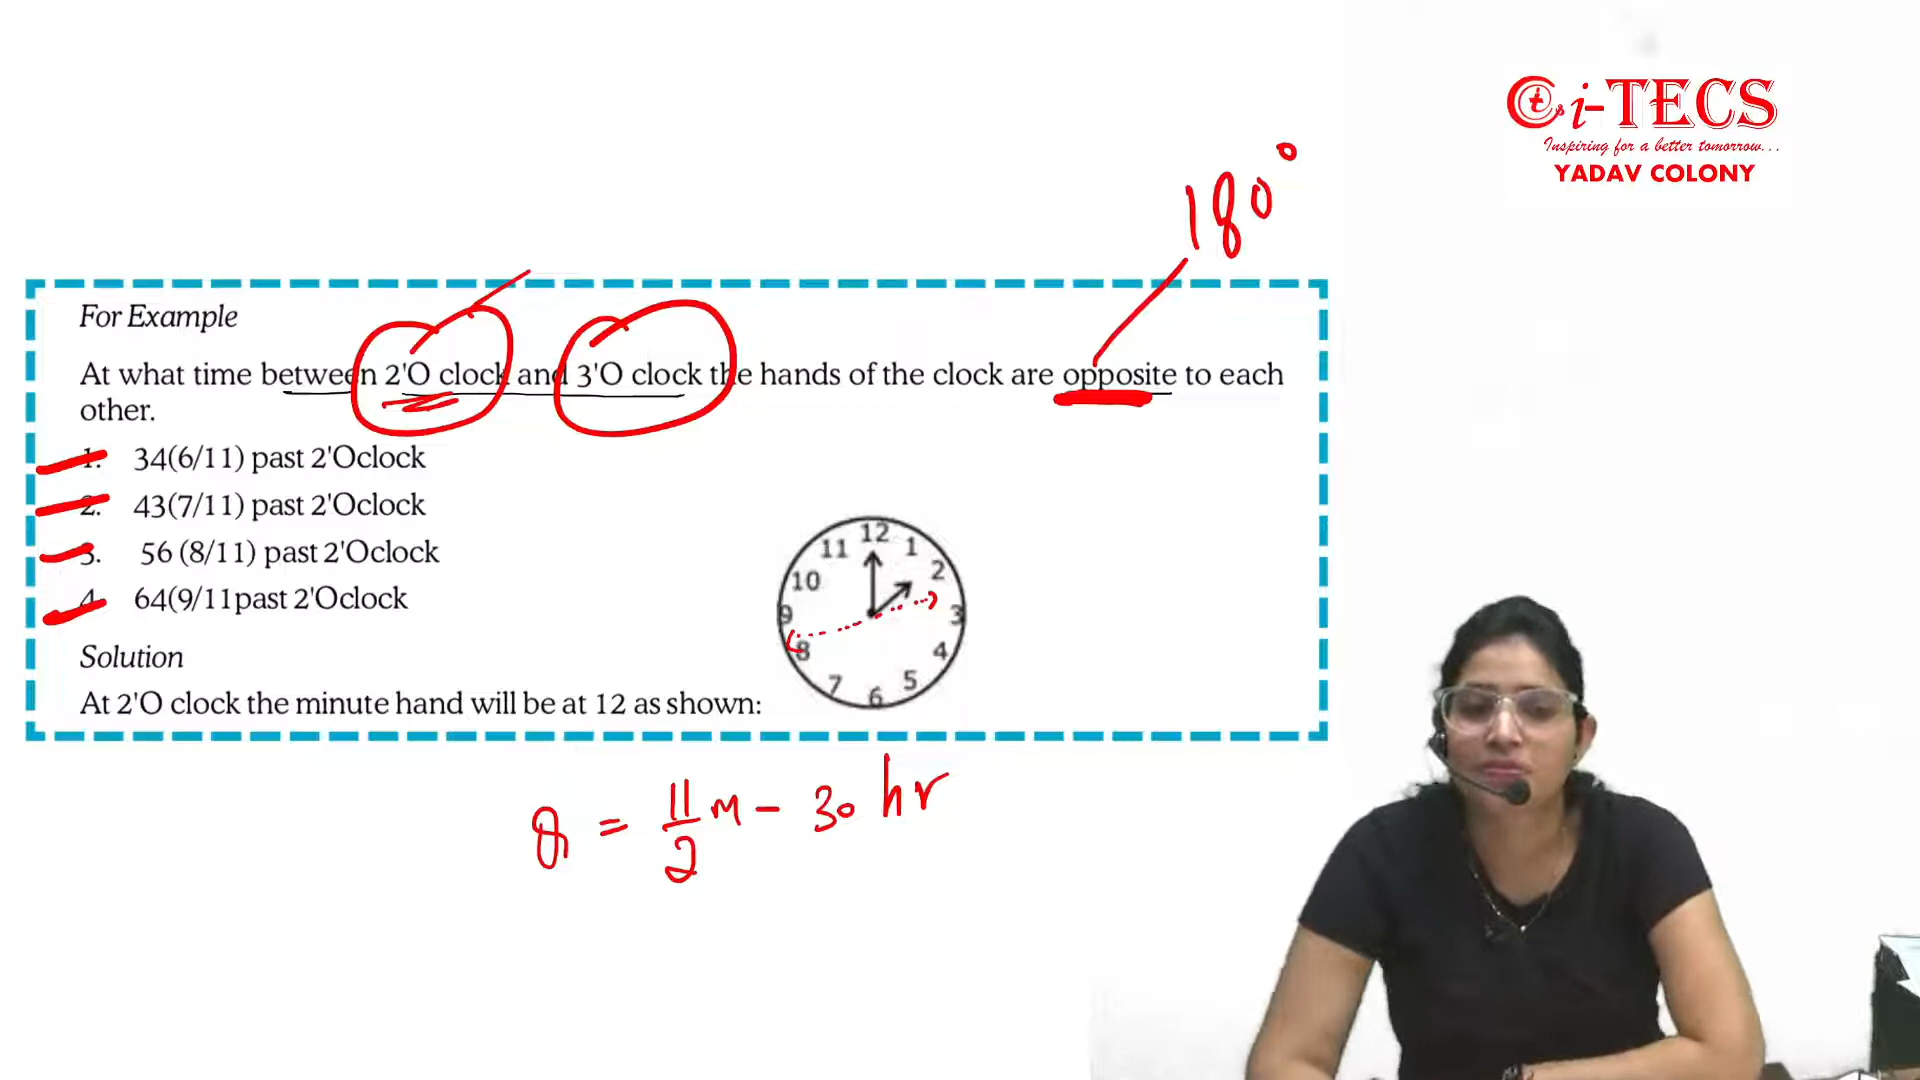 i-TECS
Inspiring for a better tomorrow...
YADAV COLONY
180°
For Example
At what time between 2'O clock and 3'O clock the hands of the clock are opposite to each
other.
1. 34(6/11) past 2'Oclock
2. 43(7/11) past 2'Oclock
3. 56 (8/11) past 2'Oclock
4. 64(9/11past 2'Oclock
12
11 1
10 2
9 3
8 4
7 5
6
Solution
At 2'O clock the minute hand will be at 12 as shown:
θ = 11/2 M - 30 hr